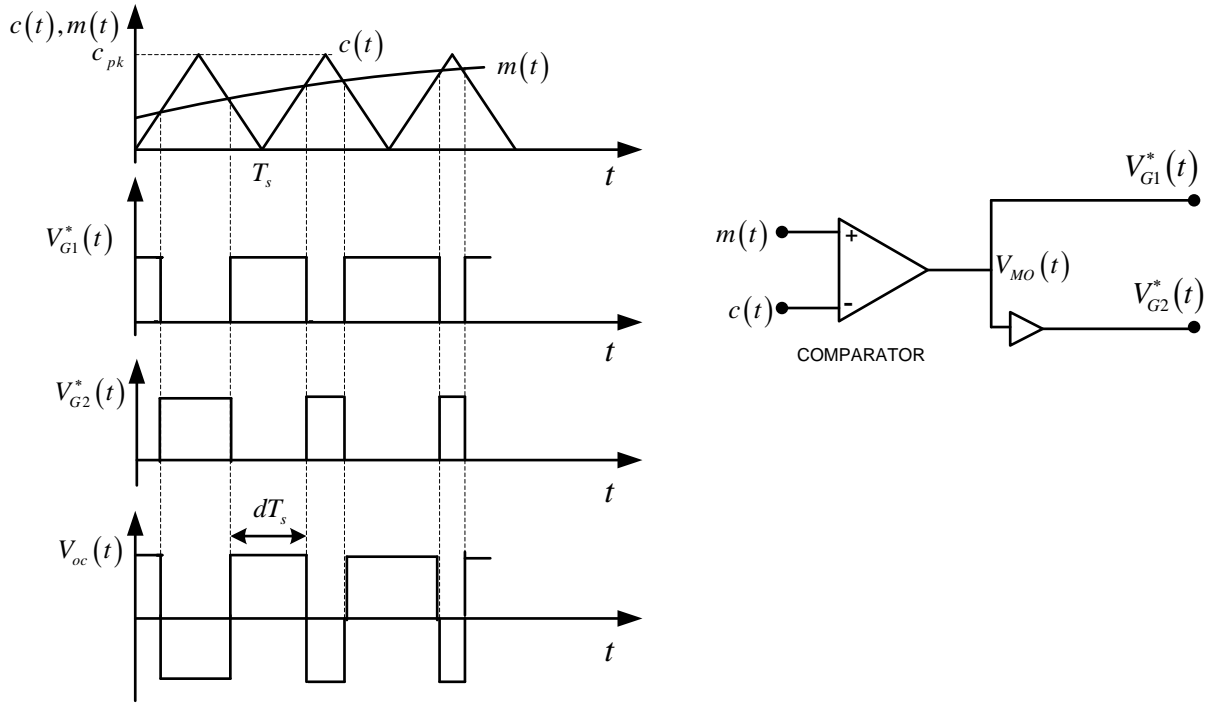 c(t), m(t)
c_pk
c(t)
m(t)
T_s
t
V*_G1(t)
t
V*_G2(t)
t
dT_s
V_oc(t)
t
m(t)
+
c(t)
-
COMPARATOR
V_MO(t)
V*_G1(t)
V*_G2(t)